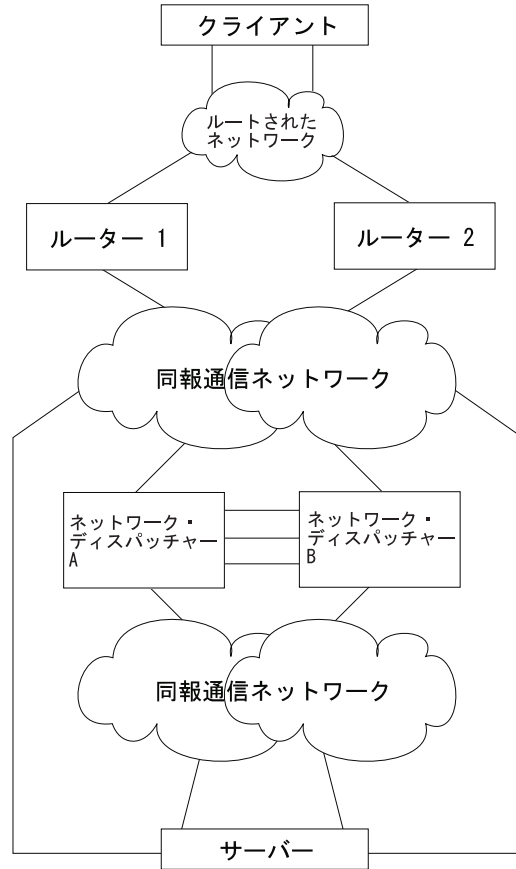 クライアント
ルートされた
ネットワーク
ルーター 1
ルーター 2
同報通信ネットワーク
ネットワーク・
ディスパッチャー
A
ネットワーク・
ディスパッチャー
B
同報通信ネットワーク
サーバー